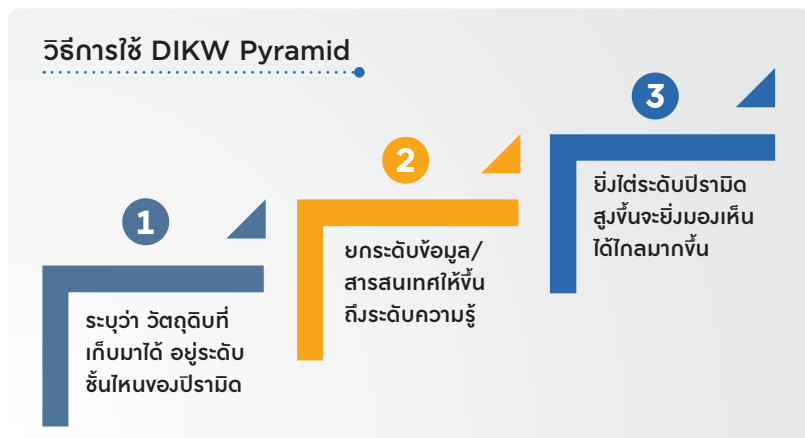 วิธีการใช้ DIKW Pyramid
1
ระบุว่า วัตถุดิบที่
เก็บมาได้ อยู่ระดับ
ชั้นไหนของปิรามิด
2
ยกระดับข้อมูล/
สารสนเทศให้ขึ้น
ถึงระดับความรู้
3
ยิ่งไต่ระดับปิรามิด
สูงขึ้นจะยิ่งมองเห็น
ได้ไกลมากขึ้น